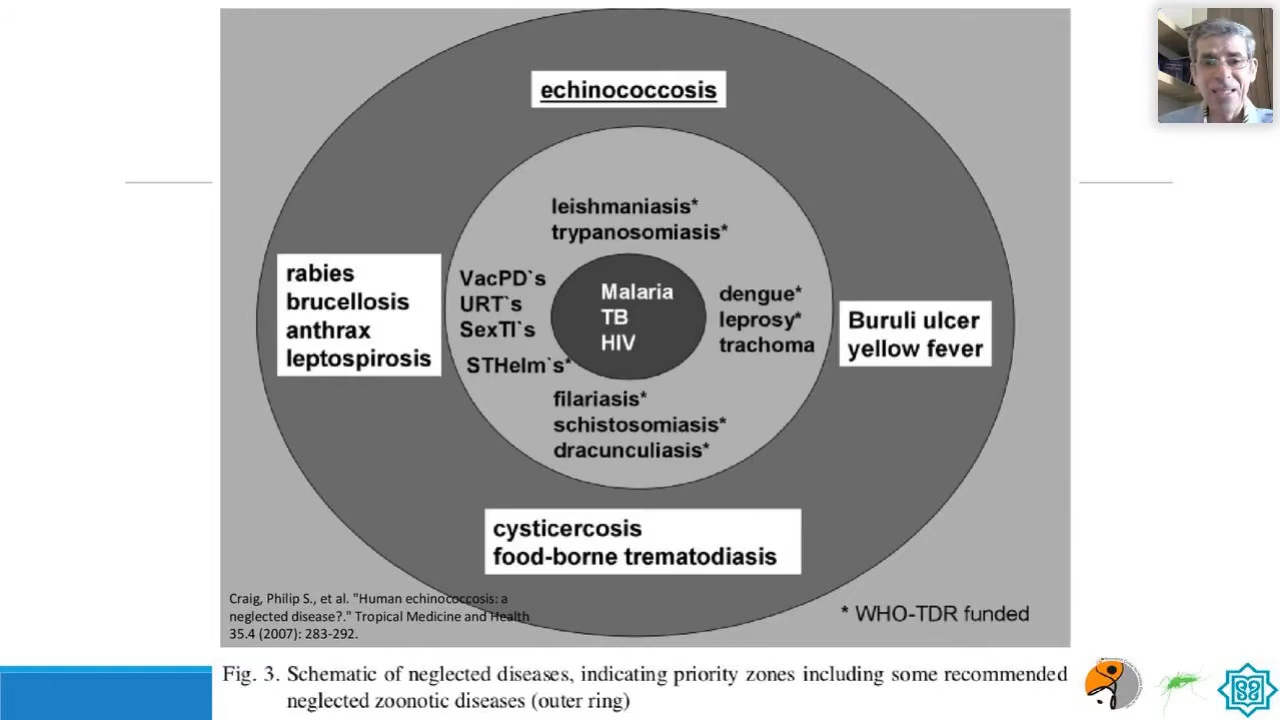 echinococcosis
leishmaniasis*
trypanosomiasis*
rabies
brucellosis
anthrax
leptospirosis
VacPD`s
URT`s
SexTI`s
STHelm`s*
Malaria
TB
HIV
dengue*
leprosy*
trachoma
Buruli ulcer
yellow fever
filariasis*
schistosomiasis*
dracunculiasis*
cysticercosis
food-borne trematodiasis
Craig, Philip S., et al. "Human echinococcosis: a
neglected disease?." Tropical Medicine and Health
35.4 (2007): 283-292.
* WHO-TDR funded
Fig. 3. Schematic of neglected diseases, indicating priority zones including some recommended
neglected zoonotic diseases (outer ring)